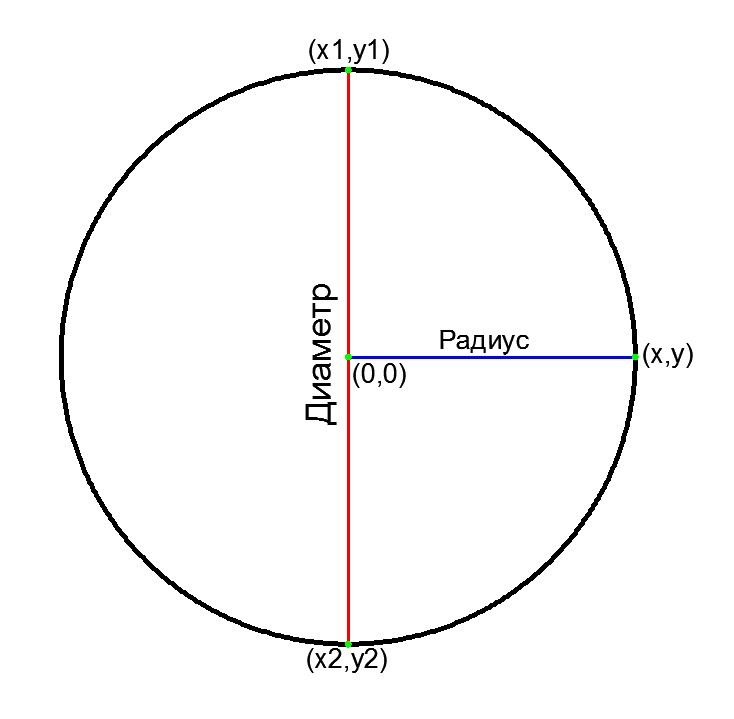 (x1,y1)
Диаметр
Радиус
(x,y)
(0,0)
(x2,y2)